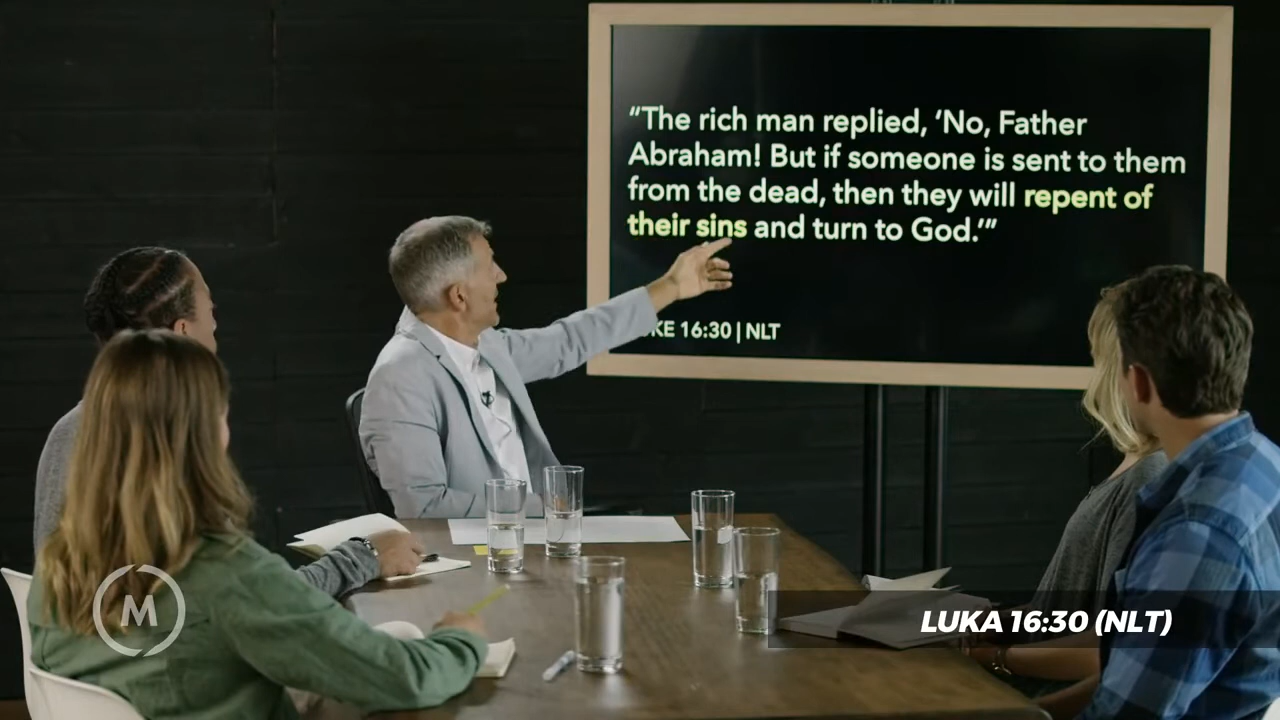 “The rich man replied, ‘No, Father
Abraham! But if someone is sent to them
from the dead, then they will repent of
their sins and turn to God.’”
KE 16:30 | NLT
M
LUKA 16:30 (NLT)